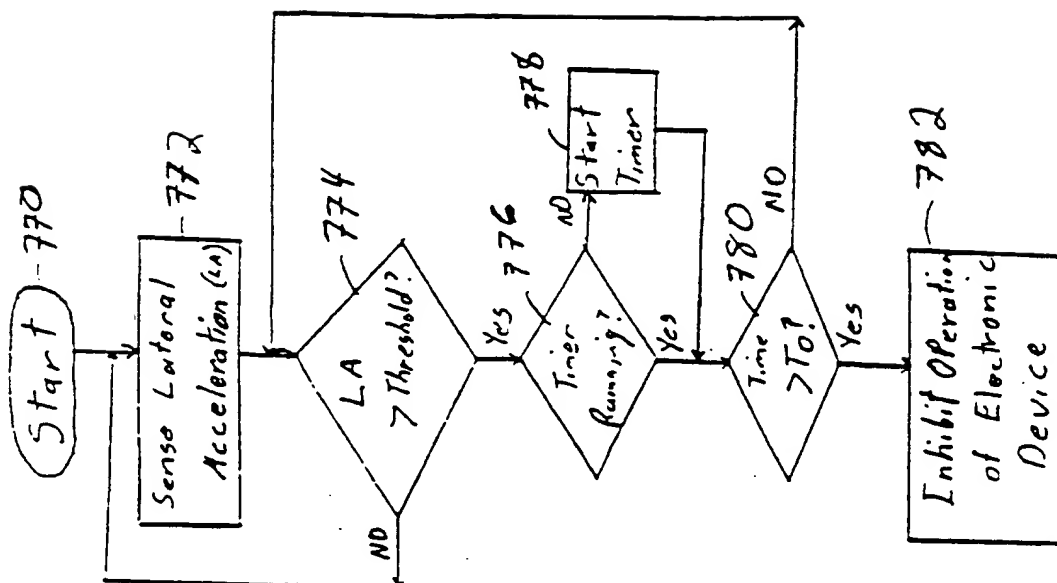 Start
770
Sense Lateral
Acceleration (LA)
772
LA
> Threshold?
774
NO
Yes
Timer
Running?
776
NO
Start
Timer
778
Yes
Time
> To?
780
NO
Yes
Inhibit OPeration
of Electronic
Device
782